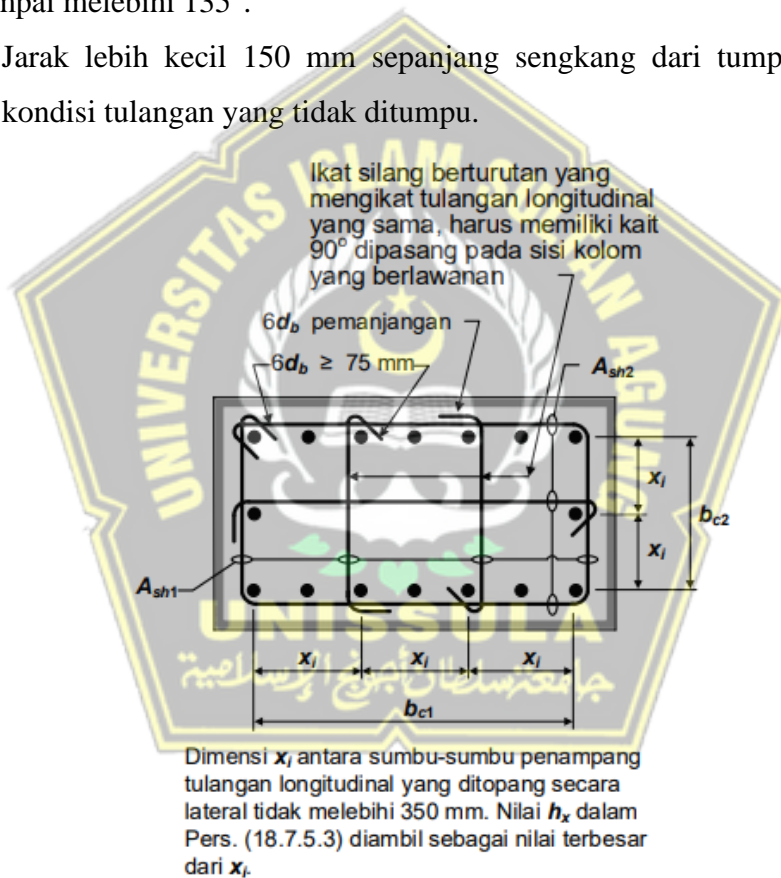 melebihi 135°.
Jarak lebih kecil 150 mm sepanjang sengkang dari
kondisi tulangan yang tidak ditumpu.
UNIVERSITAS ISLAM SULTAN AGUNG
Ikat silang berturutan yang
mengikat tulangan longitudinal
yang sama, harus memiliki kait
90° dipasang pada sisi kolom
yang berlawanan
6db pemanjangan
6db ≥ 75 mm
Ash2
xi
bc2
xi
Ash1
UNISSULA
xi xi xi
جامعة سلطان أجونج الإسلامية
bc1
Dimensi xi antara sumbu-sumbu penampang
tulangan longitudinal yang ditopang secara
lateral tidak melebihi 350 mm. Nilai hx dalam
Pers. (18.7.5.3) diambil sebagai nilai terbesar
dari xi.